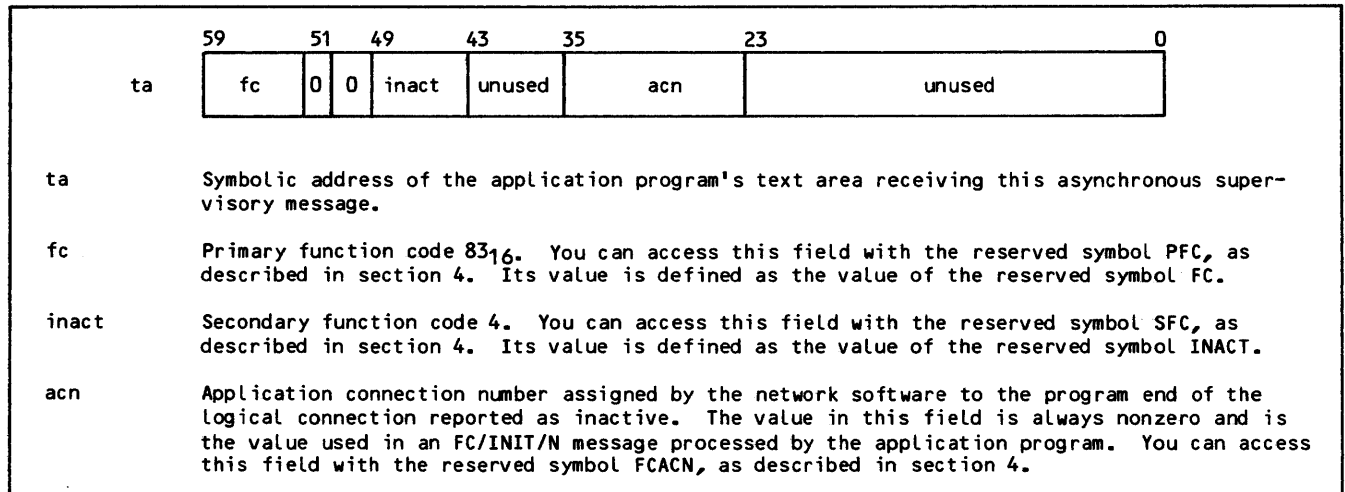 59 51 49 43 35 23 0
ta fc 0 0 inact unused acn unused
ta Symbolic address of the application program's text area receiving this asynchronous super-
visory message.
fc Primary function code 83₁₆. You can access this field with the reserved symbol PFC, as
described in section 4. Its value is defined as the value of the reserved symbol FC.
inact Secondary function code 4. You can access this field with the reserved symbol SFC, as
described in section 4. Its value is defined as the value of the reserved symbol INACT.
acn Application connection number assigned by the network software to the program end of the
logical connection reported as inactive. The value in this field is always nonzero and is
the value used in an FC/INIT/N message processed by the application program. You can access
this field with the reserved symbol FCACN, as described in section 4.